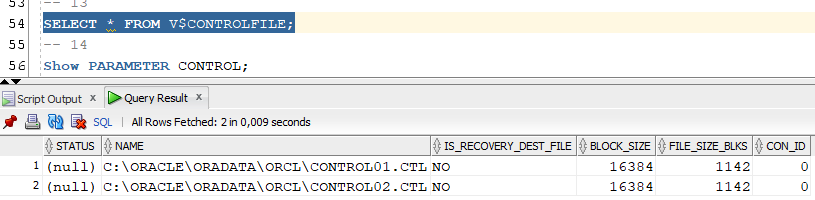 53 -- 13
54 SELECT * FROM V$CONTROLFILE;
55 -- 14
56 Show PARAMETER CONTROL;
Script Output x Query Result x
SQL | All Rows Fetched: 2 in 0,009 seconds
STATUS NAME IS_RECOVERY_DEST_FILE BLOCK_SIZE FILE_SIZE_BLKS CON_ID
1 (null) C:\ORACLE\ORADATA\ORCL\CONTROL01.CTL NO 16384 1142 0
2 (null) C:\ORACLE\ORADATA\ORCL\CONTROL02.CTL NO 16384 1142 0